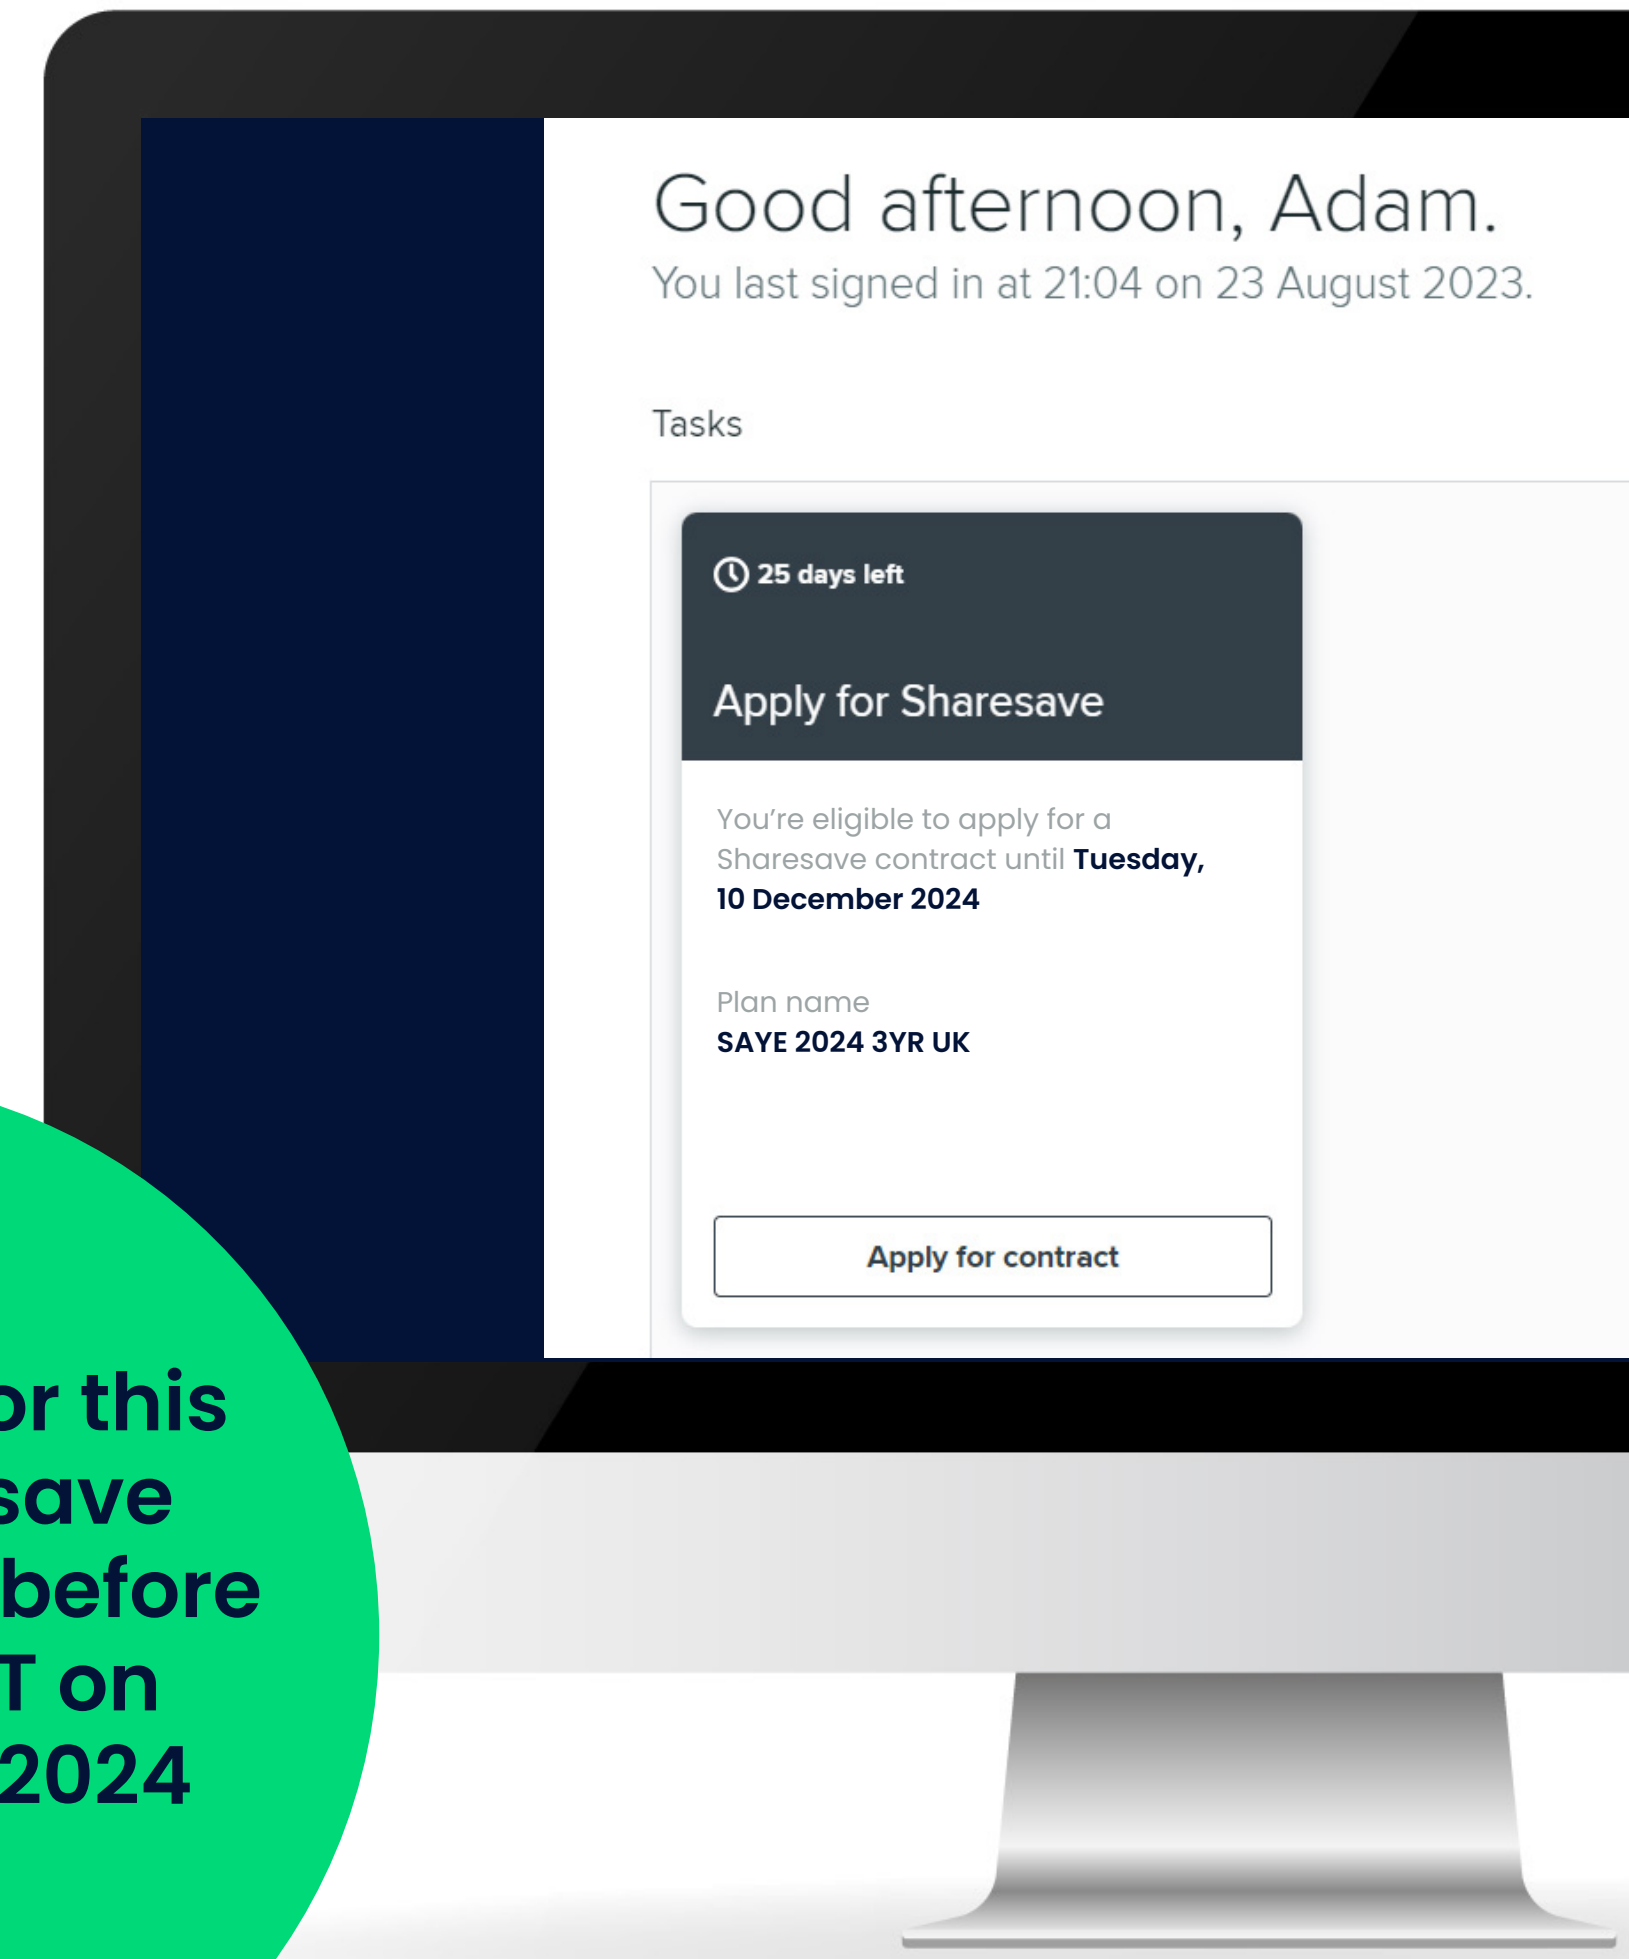 Good afternoon, Adam.
You last signed in at 21:04 on 23 August 2023.
Tasks
25 days left
Apply for Sharesave
You're eligible to apply for a
Sharesave contract until Tuesday,
10 December 2024
Plan name
SAYE 2024 3YR UK
Apply for contract
or this
save
before
T on
2024